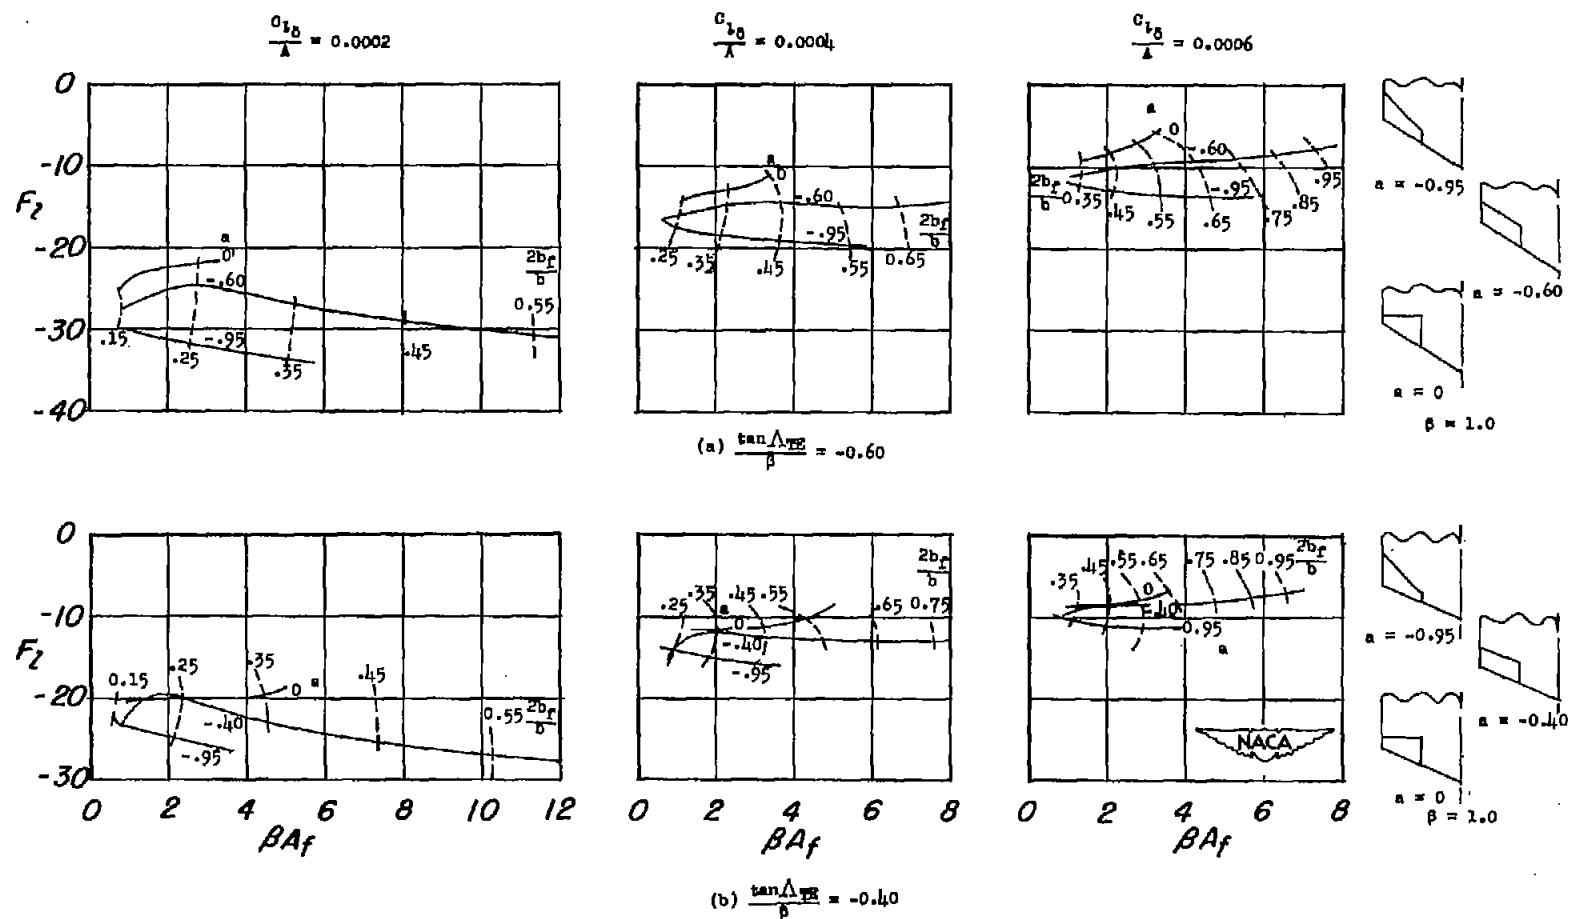 C_lδ/A = 0.0002
C_lδ/A = 0.0004
C_lδ/A = 0.0006
0
-10
-20
-30
-40
F_l
a
0
-.60
-.95
.15
.25
.35
.45
0.55
2b_f/b
a
0
-.60
-.95
.25
.35
.45
.55
0.65
2b_f/b
a
0
-.60
-.95
2b_f/b
0.35
.45
.55
.65
.75
.85
.95
a = -0.95
a = -0.60
a = 0
β = 1.0
(a) tan Λ_TE/β = -0.60
0
-10
-20
-30
F_l
0.15
.25
.35
.45
0.55
2b_f/b
0
a
-.40
-.95
.25
.35
.45
.55
.65
0.75
2b_f/b
a
0
-.40
-.95
.35
.45
.55
.65
.75
.85
0.95
2b_f/b
0
.40
0.95
a
NACA
a = -0.95
a = -0.40
a = 0
β = 1.0
0 2 4 6 8 10 12
0 2 4 6 8
0 2 4 6 8
βA_f
βA_f
βA_f
(b) tan Λ_TE/β = -0.40